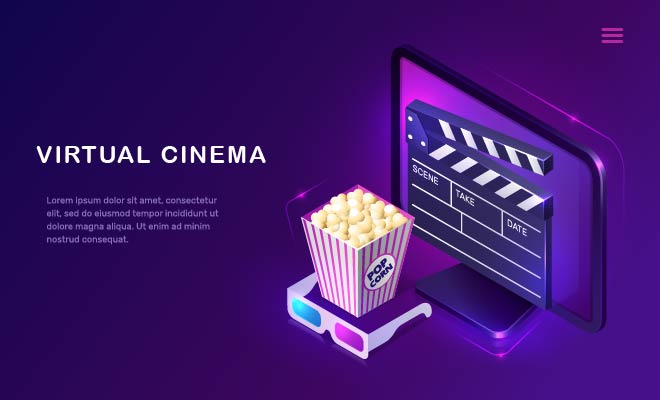 VIRTUAL CINEMA
Lorem ipsum dolor sit amet, consectetur
elit, sed do eiusmod tempor incididunt ut
dolore magna aliqua. Ut enim ad minim
nostrud consequat.
SCENE
TAKE
DATE
POP
CORN